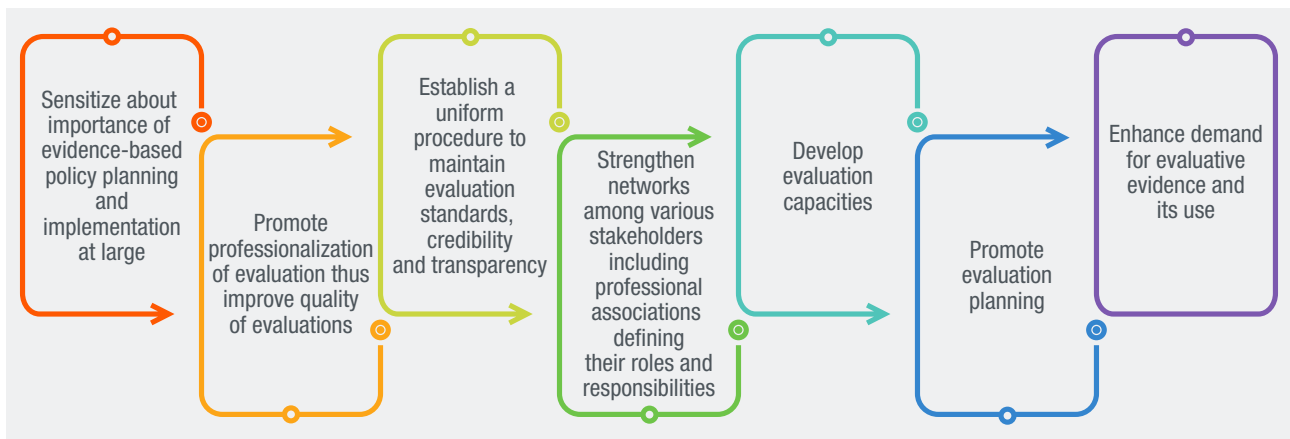 Sensitize about
importance of
evidence-based
policy planning
and
implementation
at large
Promote
professionalization
of evaluation thus
improve quality
of evaluations
Establish a
uniform
procedure to
maintain
evaluation
standards,
credibility
and transparency
Strengthen
networks
among various
stakeholders
including
professional
associations
defining
their roles and
responsibilities
Develop
evaluation
capacities
Promote
evaluation
planning
Enhance demand
for evaluative
evidence and
its use